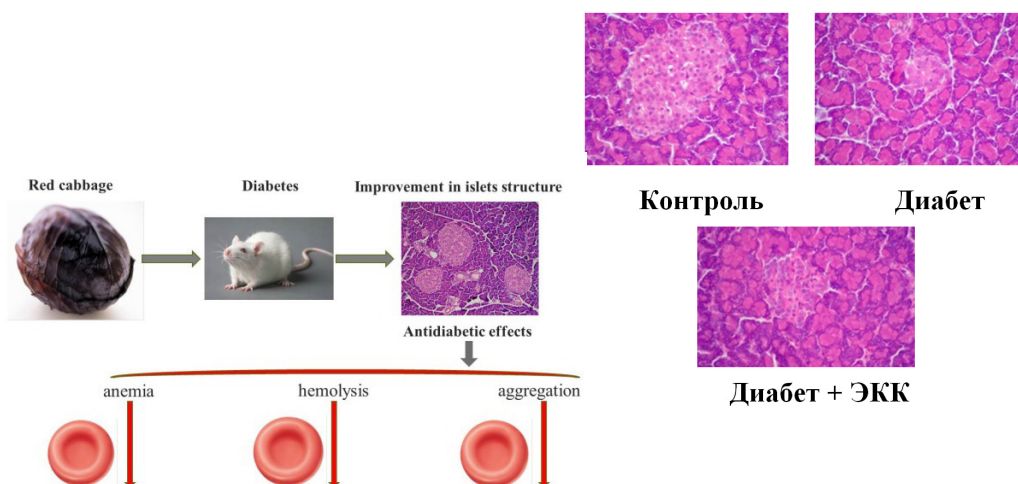 Red cabbage
Diabetes
Improvement in islets structure
Antidiabetic effects
anemia
hemolysis
aggregation
Контроль
Диабет
Диабет + ЭКК